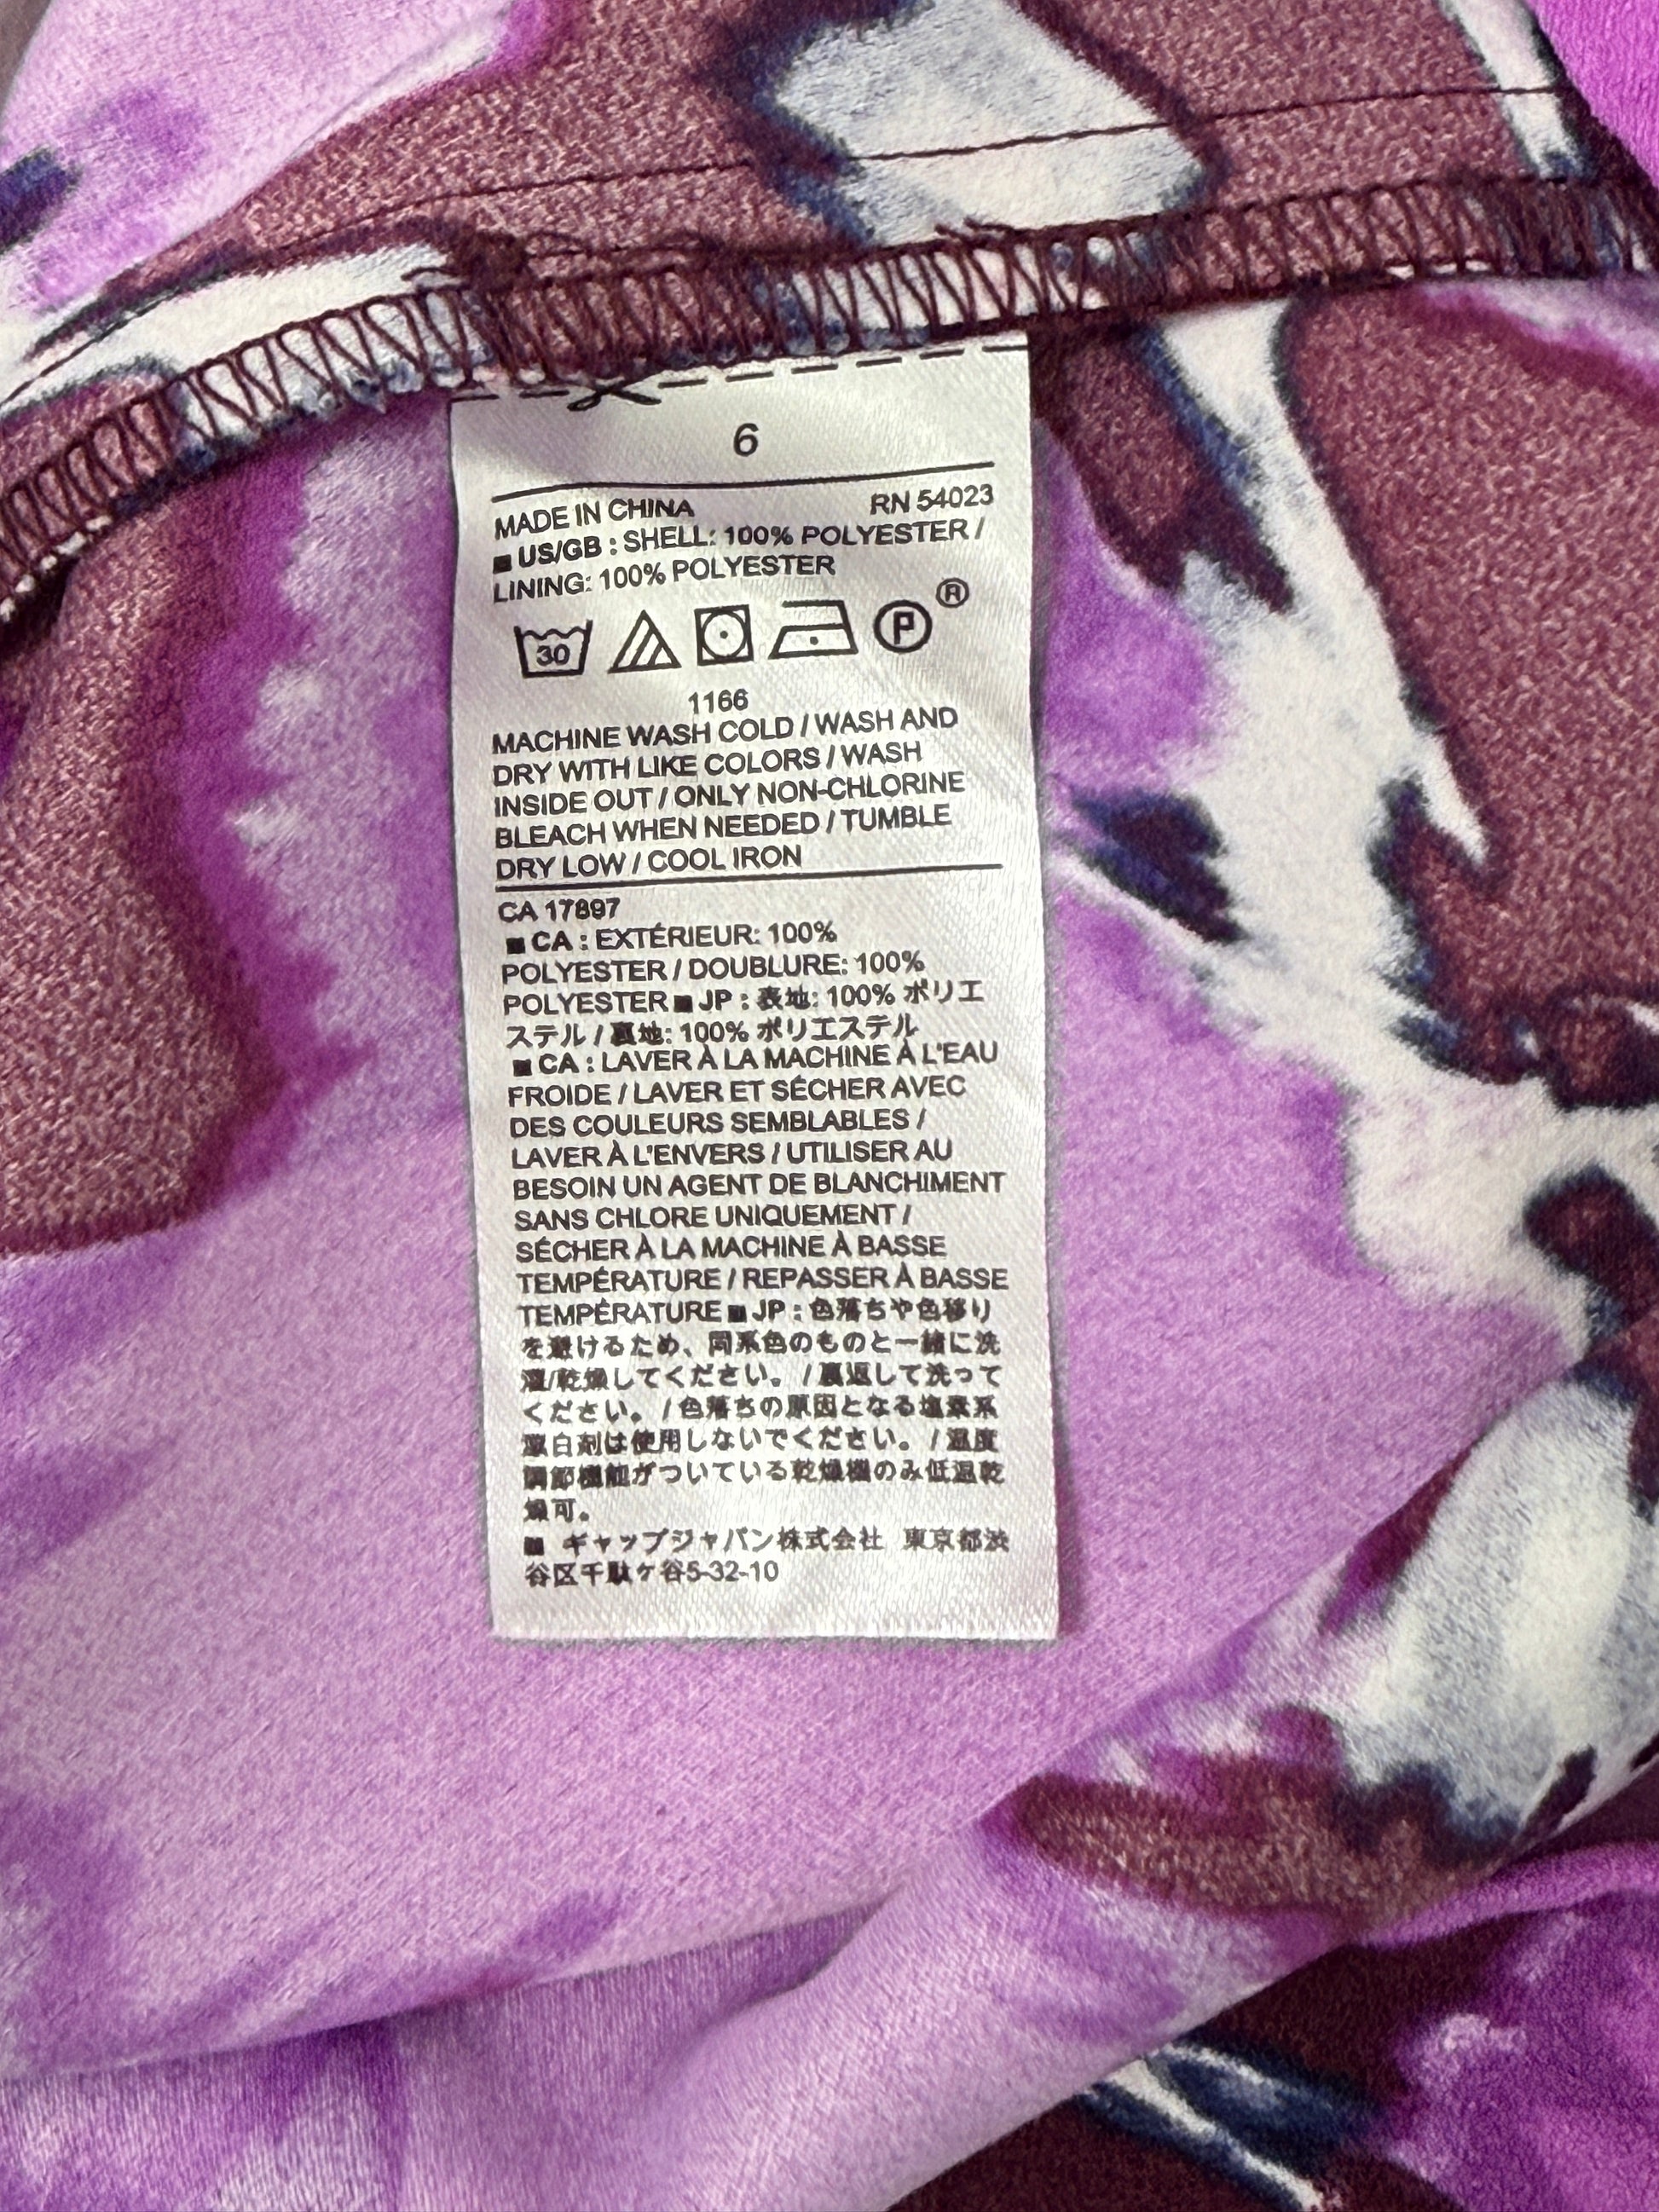 6
MADE IN CHINA RN 54023
■ US/GB : SHELL: 100% POLYESTER /
LINING: 100% POLYESTER
30 P ®
1166
MACHINE WASH COLD / WASH AND
DRY WITH LIKE COLORS / WASH
INSIDE OUT / ONLY NON-CHLORINE
BLEACH WHEN NEEDED / TUMBLE
DRY LOW / COOL IRON
CA 17897
■ CA : EXTÉRIEUR: 100%
POLYESTER / DOUBLURE: 100%
POLYESTER ■ JP : 表地: 100% ポリエ
ステル / 裏地: 100% ポリエステル
■ CA : LAVER À LA MACHINE À L'EAU
FROIDE / LAVER ET SÉCHER AVEC
DES COULEURS SEMBLABLES /
LAVER À L'ENVERS / UTILISER AU
BESOIN UN AGENT DE BLANCHIMENT
SANS CHLORE UNIQUEMENT /
SÉCHER À LA MACHINE À BASSE
TEMPÉRATURE / REPASSER À BASSE
TEMPÉRATURE ■ JP : 色落ちや色移り
を避けるため、同系色のものと一緒に洗
濯/乾燥してください。 / 裏返して洗って
ください。 / 色落ちの原因となる塩素系
漂白剤は使用しないでください。 / 温度
調節機能がついている乾燥機のみ低温乾
燥可。
■ ギャップジャパン株式会社 東京都渋
谷区千駄ケ谷5-32-10